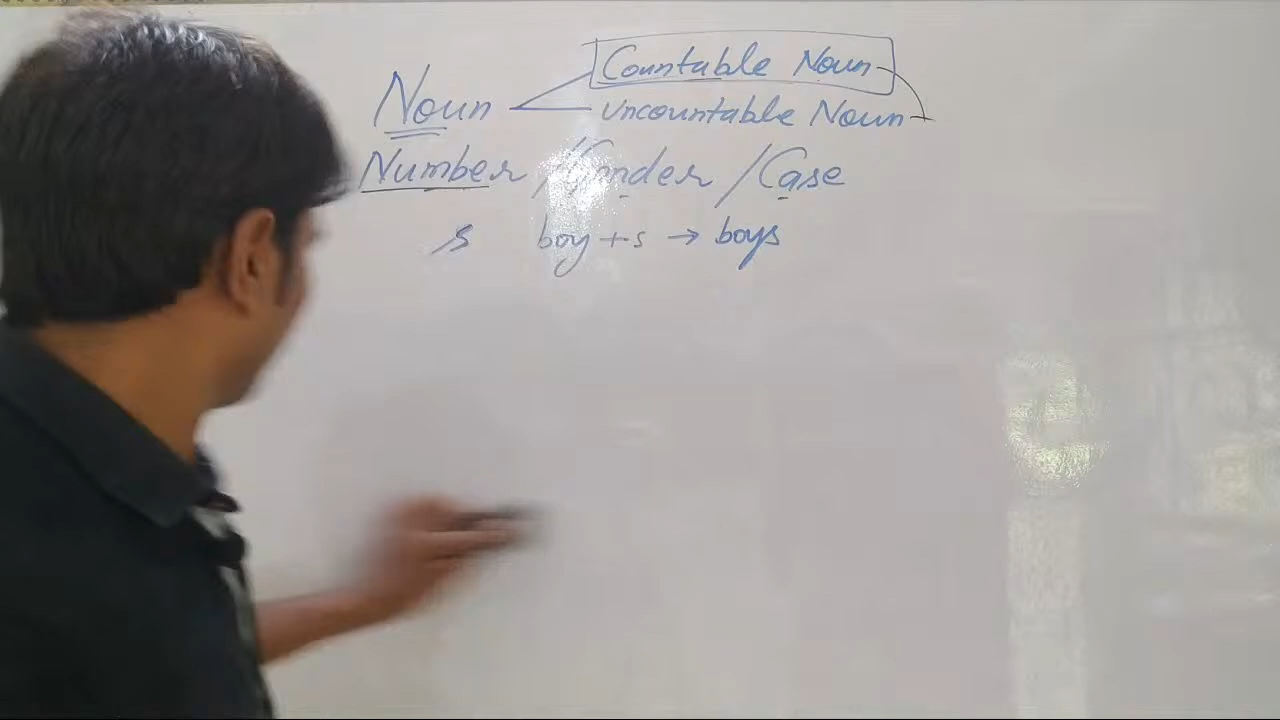 Noun
Countable Noun
Uncountable Noun
Number / Gender / Case
s boy + s → boys